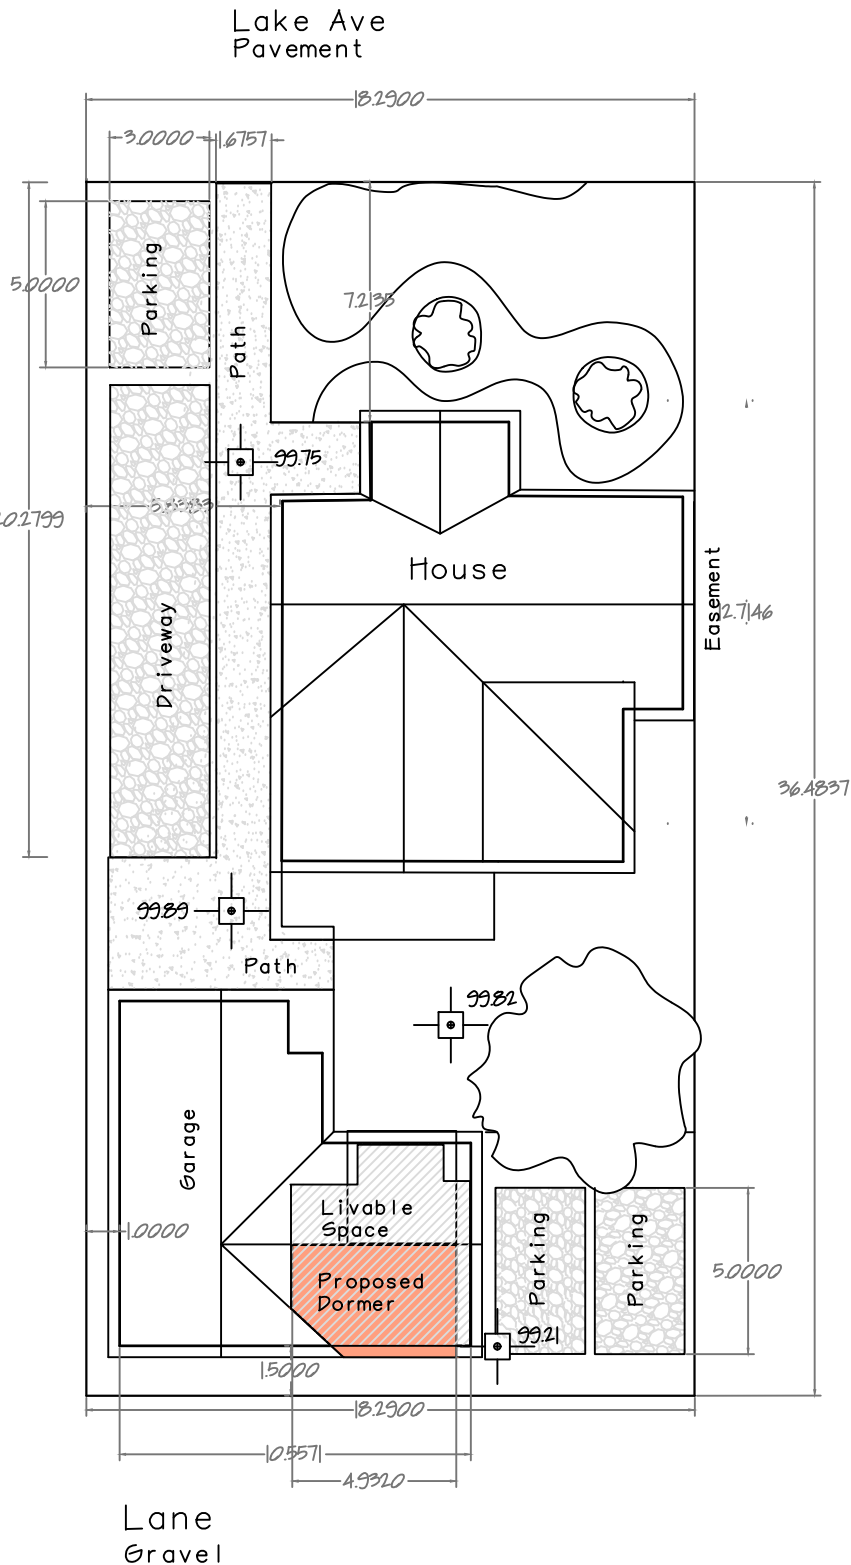 Lake Ave
Pavement
18.2900
3.0000
1.6757
5.0000
Parking
7.2135
Path
99.75
House
Easement
12.7146
Driveway
36.4837
99.89
Path
99.82
Garage
Livable
Space
1.0000
Parking
Parking
5.0000
Proposed
Dormer
99.21
1.5000
18.2900
10.5571
4.9320
Lane
Gravel